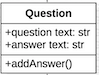 Question
+question text: str
+answer text: str
+addAnswer()